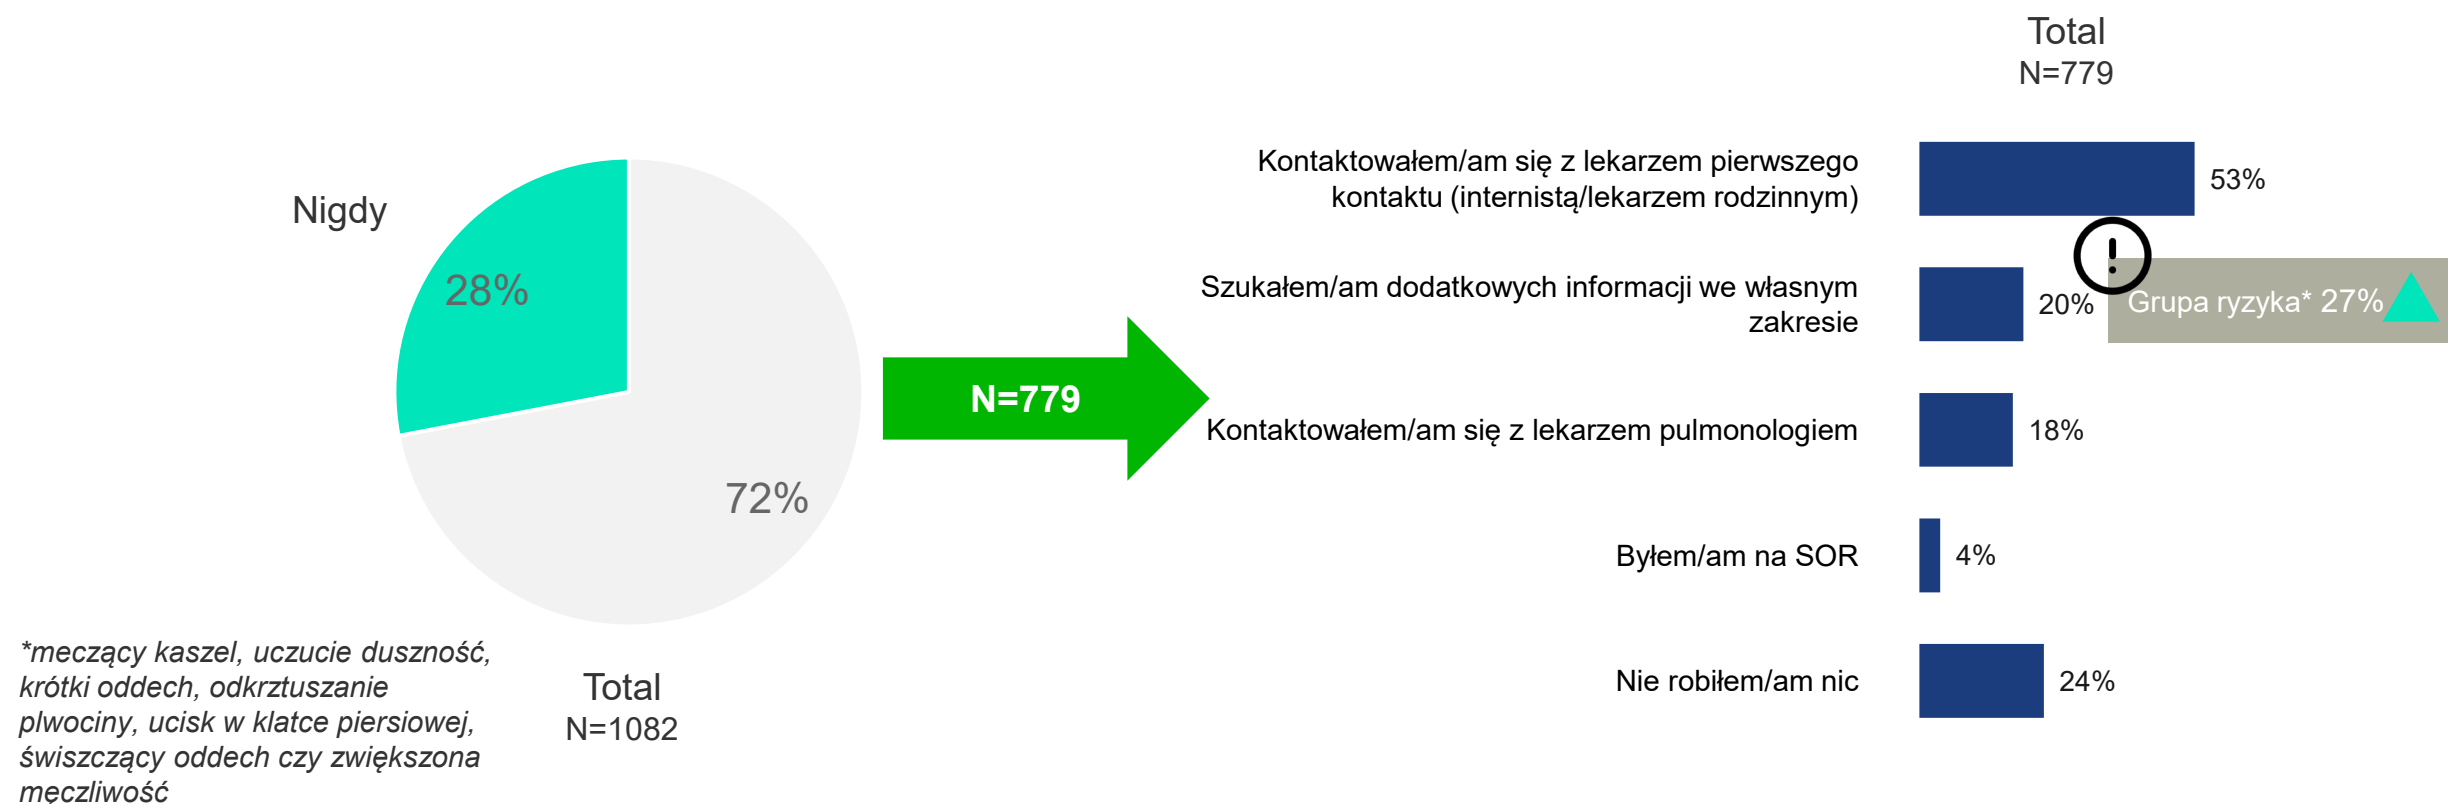 Nigdy
28%
72%
Total
N=1082
*meczący kaszel, uczucie duszność,
krótki oddech, odkrztuszanie
plwociny, ucisk w klatce piersiowej,
świszczący oddech czy zwiększona
męczliwość
N=779
Total
N=779
Kontaktowałem/am się z lekarzem pierwszego
kontaktu (internistą/lekarzem rodzinnym)
53%
Szukałem/am dodatkowych informacji we własnym
zakresie
20%
Grupa ryzyka* 27%
Kontaktowałem/am się z lekarzem pulmonologiem
18%
Byłem/am na SOR
4%
Nie robiłem/am nic
24%